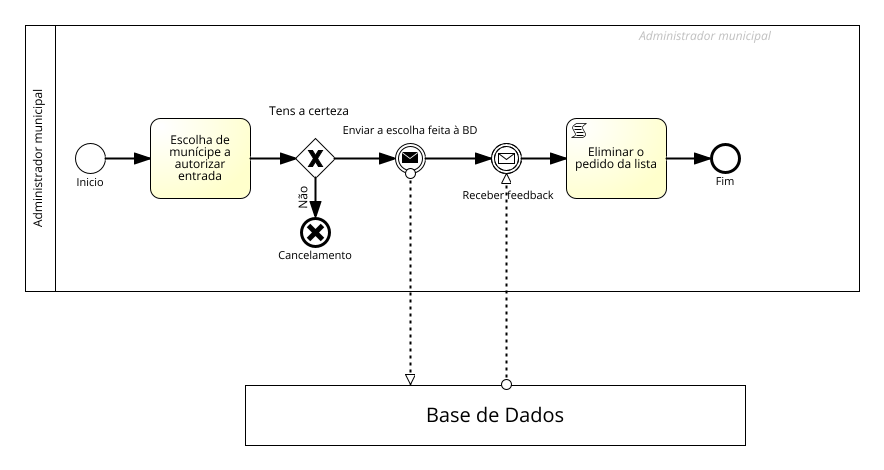 Administrador municipal
Administrador municipal
Tens a certeza
Enviar a escolha feita à BD
Escolha de
munícipe a
autorizar
entrada
Eliminar o
pedido da lista
Inicio
Não
Receber feedback
Fim
Cancelamento
Base de Dados